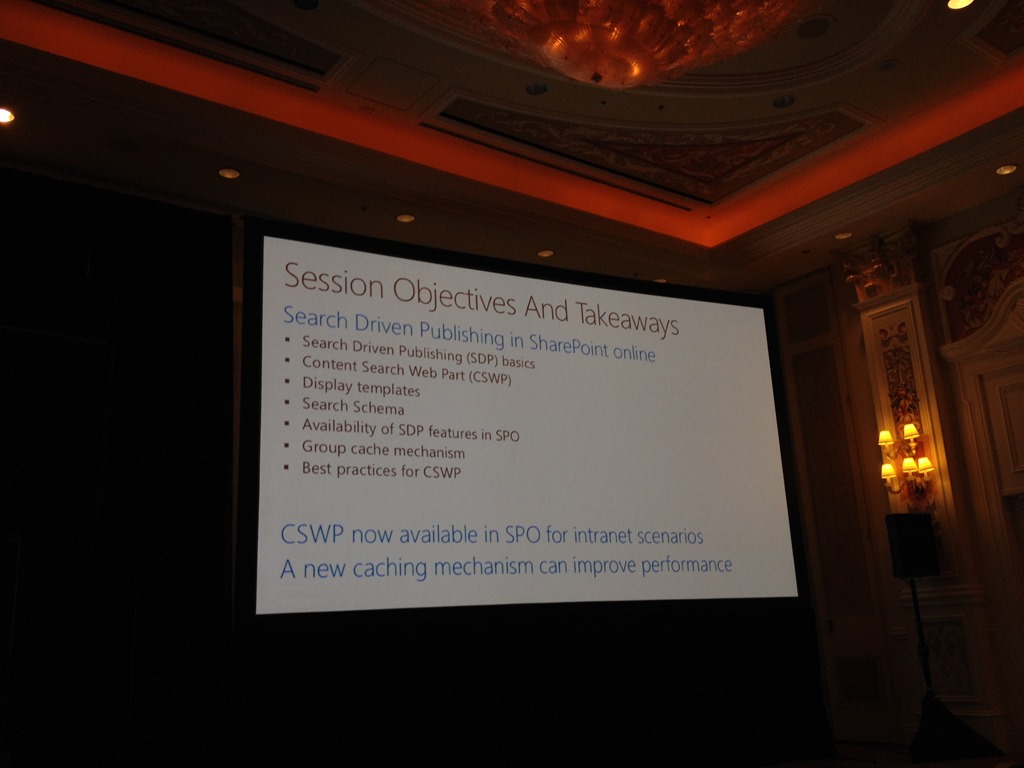 Session Objectives And Takeaways
Search Driven Publishing in SharePoint online
▪ Search Driven Publishing (SDP) basics
▪ Content Search Web Part (CSWP)
▪ Display templates
▪ Search Schema
▪ Availability of SDP features in SPO
▪ Group cache mechanism
▪ Best practices for CSWP
CSWP now available in SPO for intranet scenarios
A new caching mechanism can improve performance